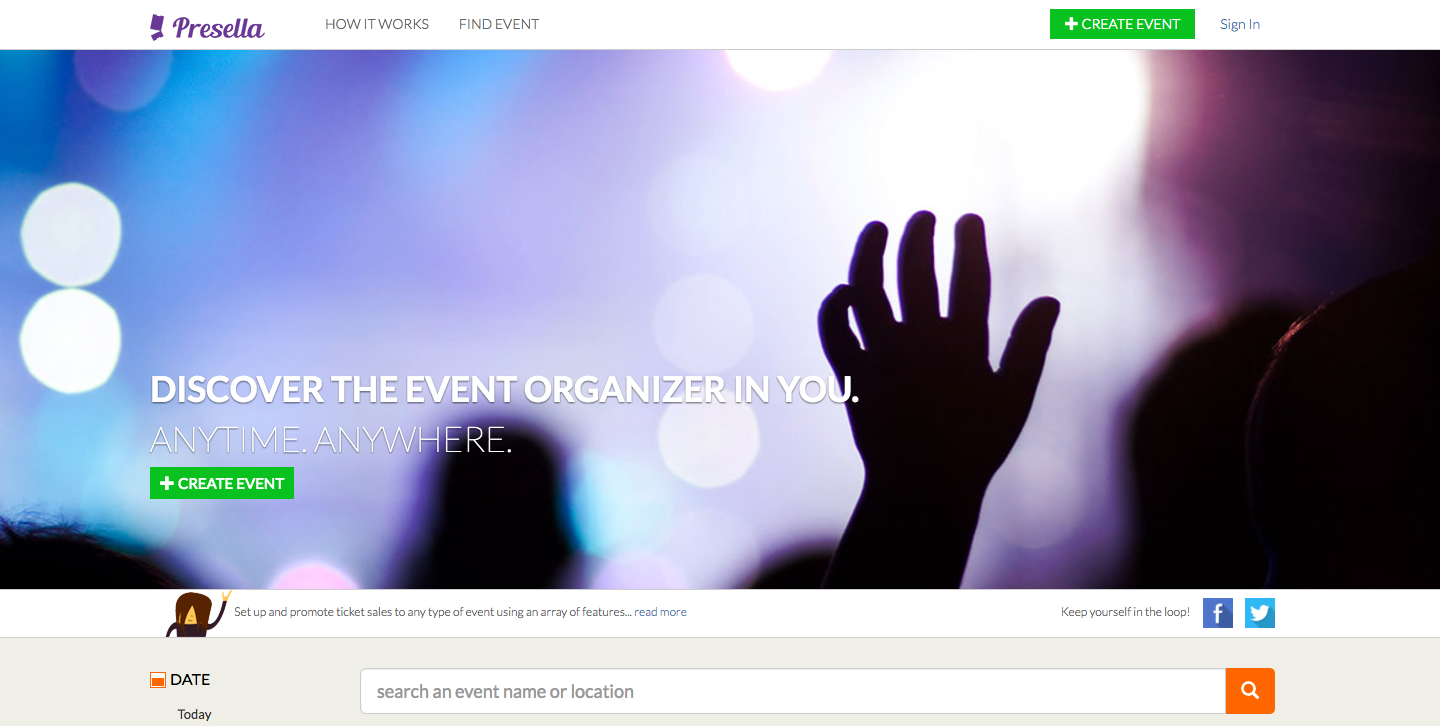 Presella
HOW IT WORKS
FIND EVENT
CREATE EVENT
Sign In
DISCOVER THE EVENT ORGANIZER IN YOU.
ANYTIME. ANYWHERE.
CREATE EVENT
Set up and promote ticket sales to any type of event using an array of features... read more
Keep yourself in the loop!
DATE
search an event name or location
Today